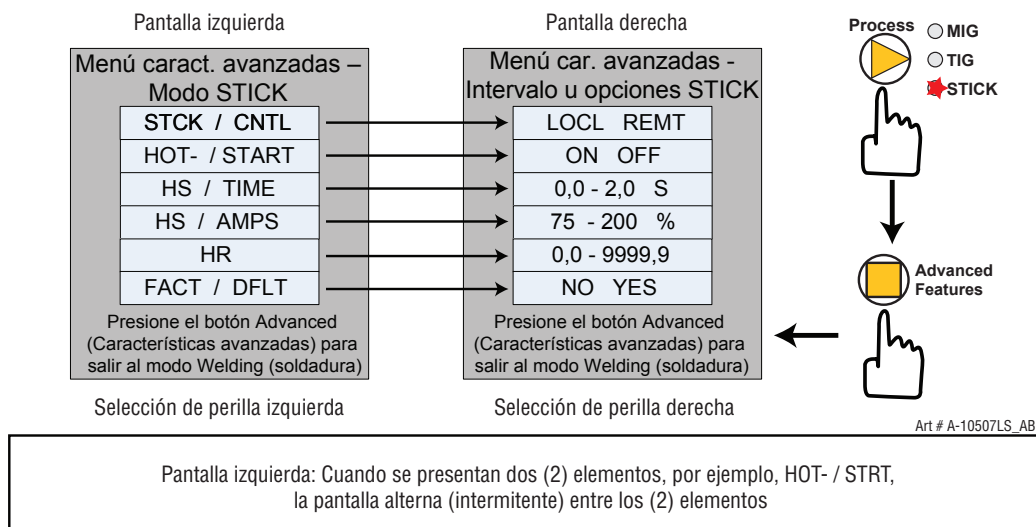 Pantalla izquierda
Pantalla derecha
Menú caract. avanzadas –
Modo STICK
STCK / CNTL
HOT- / START
HS / TIME
HS / AMPS
HR
FACT / DFLT
Presione el botón Advanced
(Características avanzadas) para
salir al modo Welding (soldadura)
Menú car. avanzadas -
Intervalo u opciones STICK
LOCL REMT
ON OFF
0,0 - 2,0 S
75 - 200 %
0,0 - 9999,9
NO YES
Presione el botón Advanced
(Características avanzadas) para
salir al modo Welding (soldadura)
Process
MIG
TIG
STICK
Advanced
Features
Selección de perilla izquierda
Selección de perilla derecha
Art # A-10507LS_AB
Pantalla izquierda: Cuando se presentan dos (2) elementos, por ejemplo, HOT- / STRT,
la pantalla alterna (intermitente) entre los (2) elementos